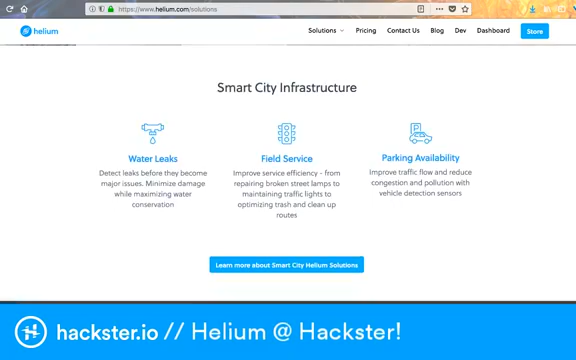 https://www.helium.com/solutions
helium
Solutions
Pricing
Contact Us
Blog
Dev
Dashboard
Store
Smart City Infrastructure
Water Leaks
Detect leaks before they become
major issues. Minimize damage
while maximizing water
conservation
Field Service
Improve service efficiency - from
repairing broken street lamps to
maintaining traffic lights to
optimizing trash and clean up
routes
P
Parking Availability
Improve traffic flow and reduce
congestion and pollution with
vehicle detection sensors
Learn more about Smart City Helium Solutions
hackster.io // Helium @ Hackster!